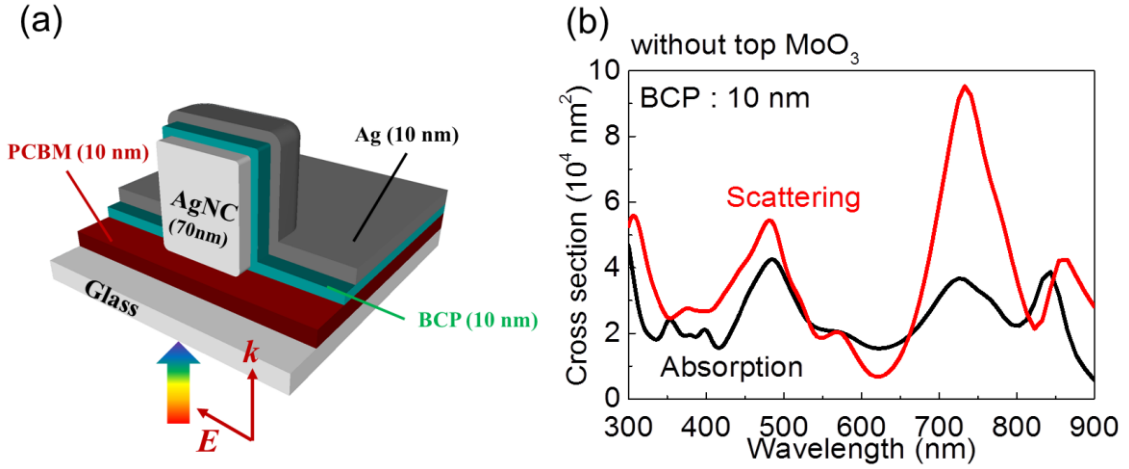 (a)
PCBM (10 nm)
Ag (10 nm)
AgNC
(70nm)
Glass
BCP (10 nm)
k
E
(b)
without top MoO₃
BCP : 10 nm
Scattering
Absorption
Cross section (10⁴ nm²)
10
8
6
4
2
0
300 400 500 600 700 800 900
Wavelength (nm)